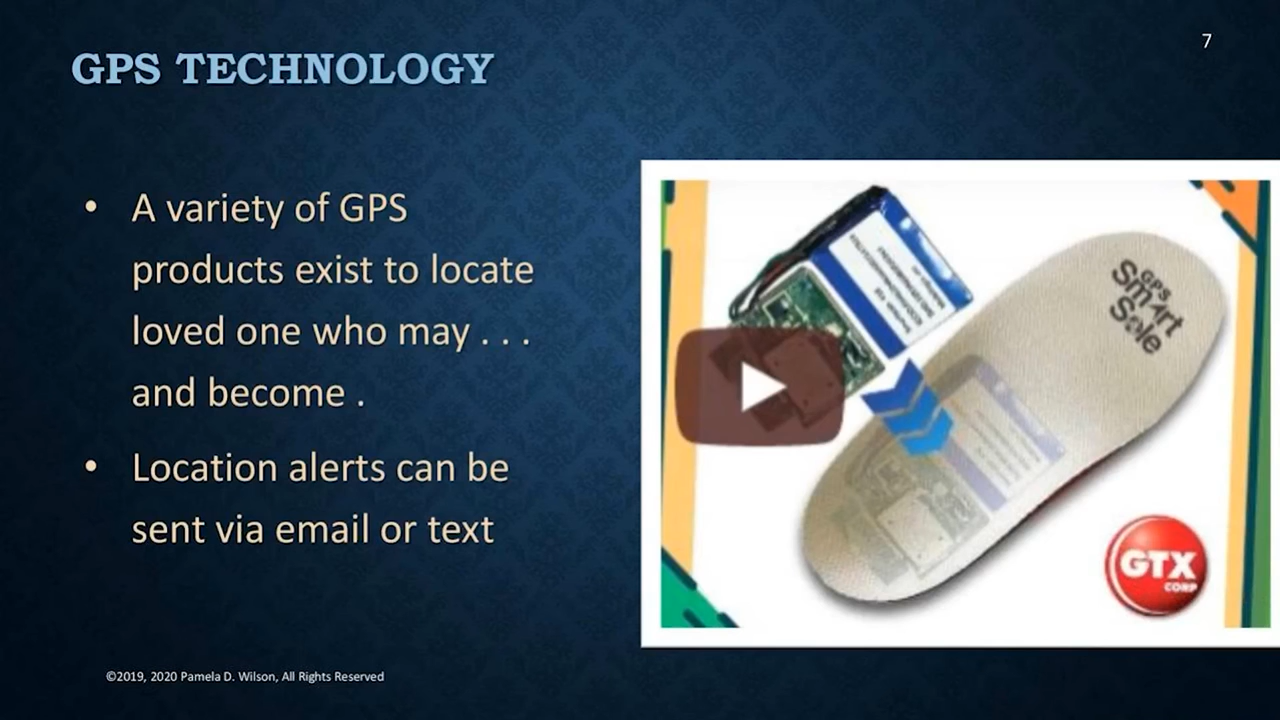 GPS TECHNOLOGY
7
• A variety of GPS
products exist to locate
loved one who may . . .
and become .
• Location alerts can be
sent via email or text
GPS
Smart
Sole
GTX
CORP
©2019, 2020 Pamela D. Wilson, All Rights Reserved